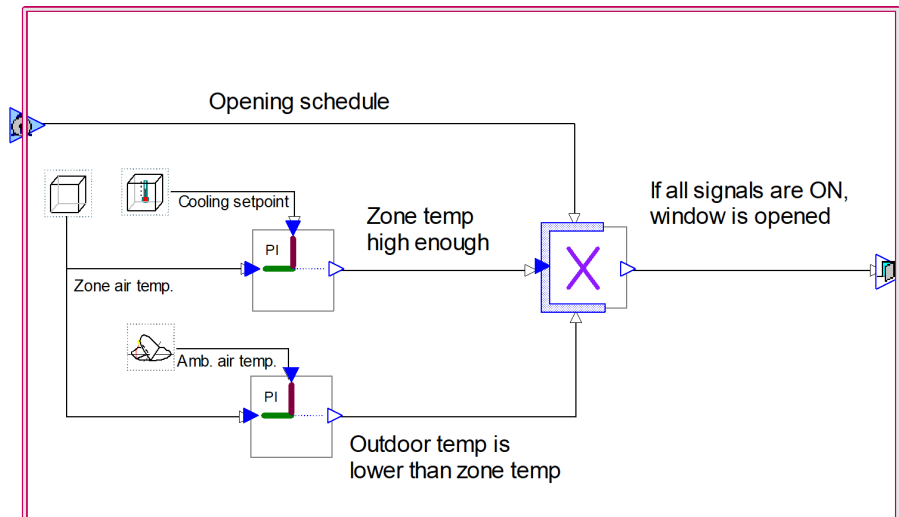 Opening schedule
Cooling setpoint
Zone temp
high enough
If all signals are ON,
window is opened
PI
Zone air temp.
Amb. air temp.
PI
Outdoor temp is
lower than zone temp